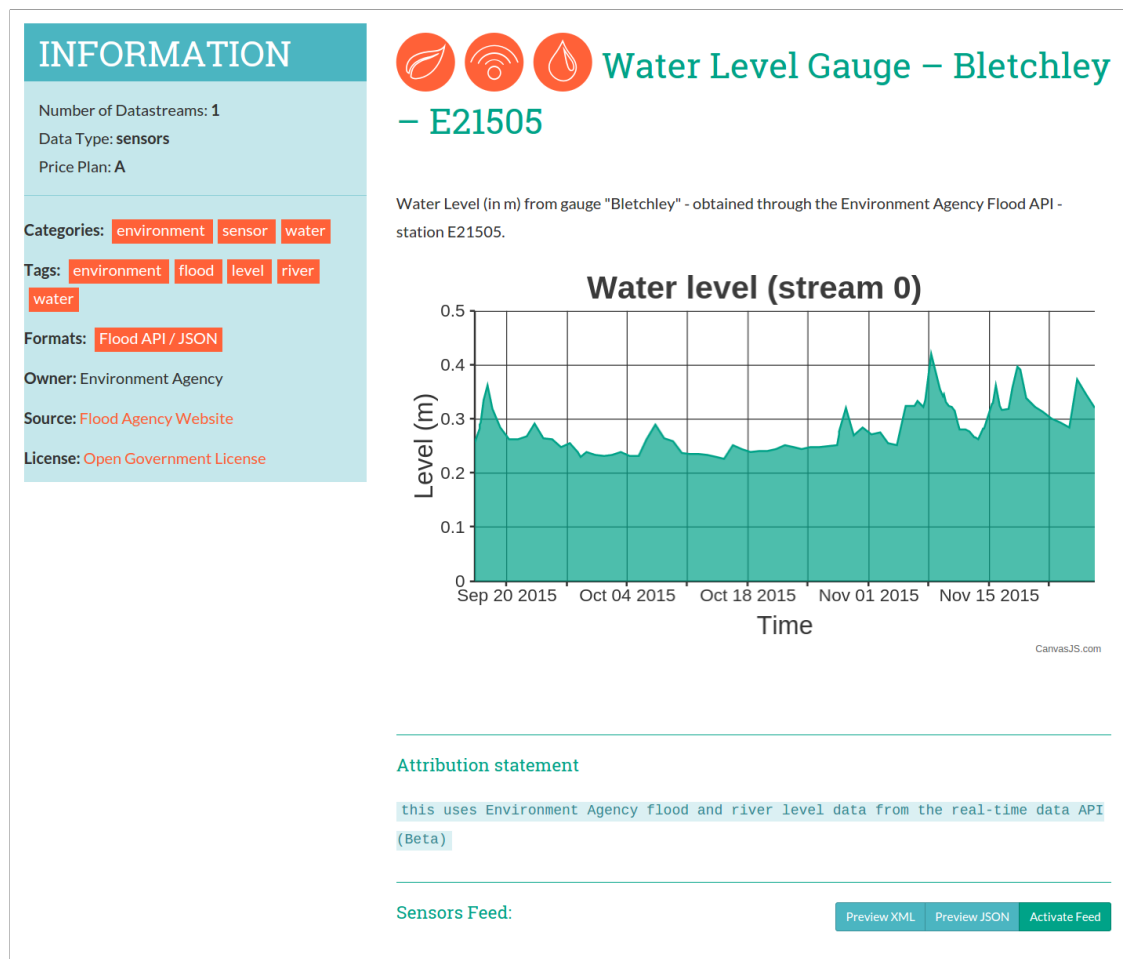 INFORMATION
Number of Datastreams: 1
Data Type: sensors
Price Plan: A
Categories: environment sensor water
Tags: environment flood level river
water
Formats: Flood API / JSON
Owner: Environment Agency
Source: Flood Agency Website
License: Open Government License
Water Level Gauge – Bletchley
– E21505
Water Level (in m) from gauge "Bletchley" - obtained through the Environment Agency Flood API -
station E21505.
Water level (stream 0)
0.5
0.4
0.3
0.2
0.1
0
Level (m)
Sep 20 2015 Oct 04 2015 Oct 18 2015 Nov 01 2015 Nov 15 2015
Time
CanvasJS.com
Attribution statement
this uses Environment Agency flood and river level data from the real-time data API
(Beta)
Sensors Feed:
Preview XML Preview JSON Activate Feed